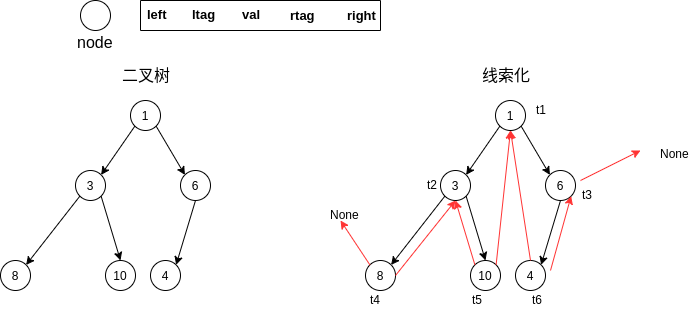 left ltag val rtag right
node
二叉树 线索化
1 1 t1
None
3 6 t2 3 6 t3
None
8 10 4 8 10 4
t4 t5 t6